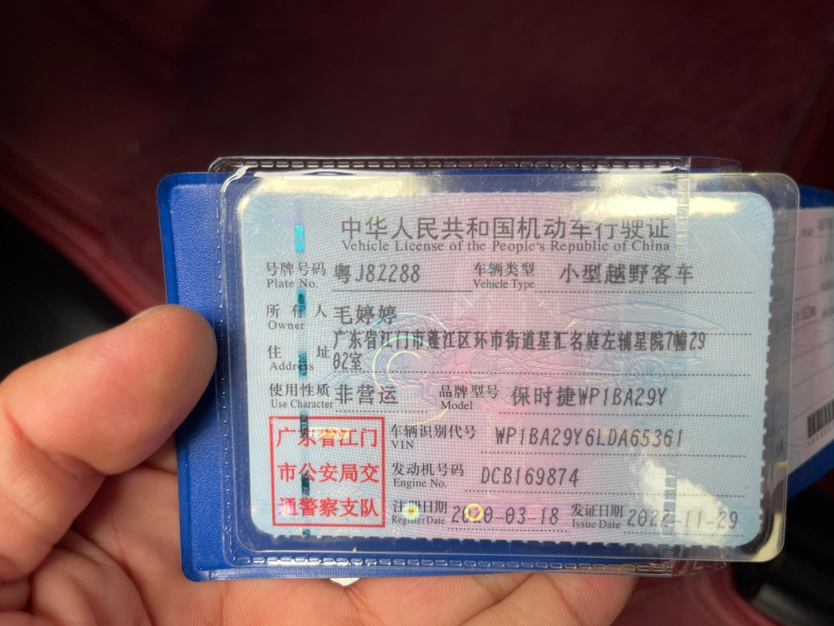 中华人民共和国机动车行驶证
Vehicle License of the People's Republic of China
号牌号码 粤J8Z288 车辆类型 小型越野客车
Plate No. Vehicle Type
所有人 毛婷婷
Owner
住址 广东省江门市蓬江区环市街道星汇名庭左辅星院7幢29
02室
Address
使用性质 非营运 品牌型号 保时捷WP1BA29Y
Use Character Model
广东省江门
市公安局交
通警察支队
车辆识别代号 WP1BA29Y6LDA65361
VIN
发动机号码 DCB169874
Engine No.
注册日期 2020-03-18 发证日期 2022-11-29
Register Date Issue Date